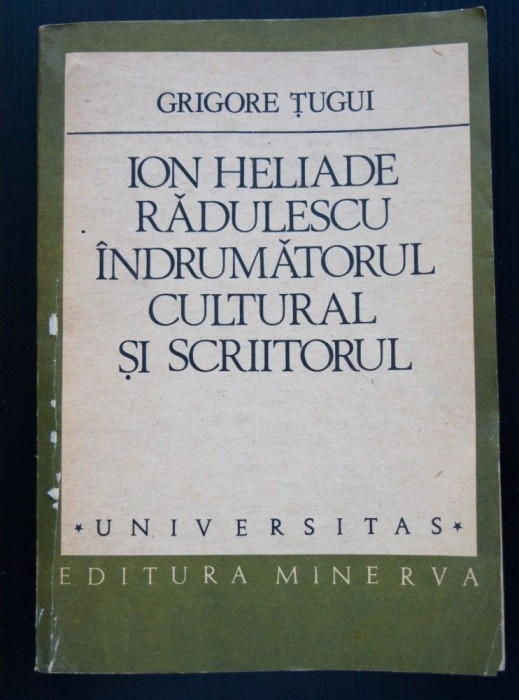 GRIGORE ȚUGUI
ION HELIADE
RĂDULESCU
ÎNDRUMĂTORUL
CULTURAL
ȘI SCRIITORUL
* UNIVERSITAS *
EDITURA MINERVA